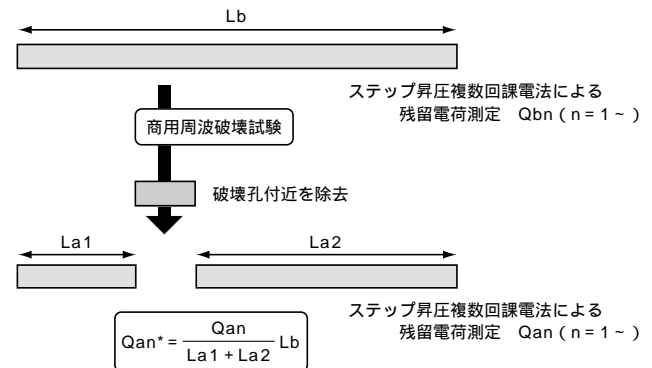 Lb
ステップ昇圧複数回課電法による
残留電荷測定 Qbn ( n = 1 ~ )
商用周波破壊試験
破壊孔付近を除去
La1
La2
ステップ昇圧複数回課電法による
残留電荷測定 Qan ( n = 1 ~ )
Qan* = Qan / (La1 + La2) Lb